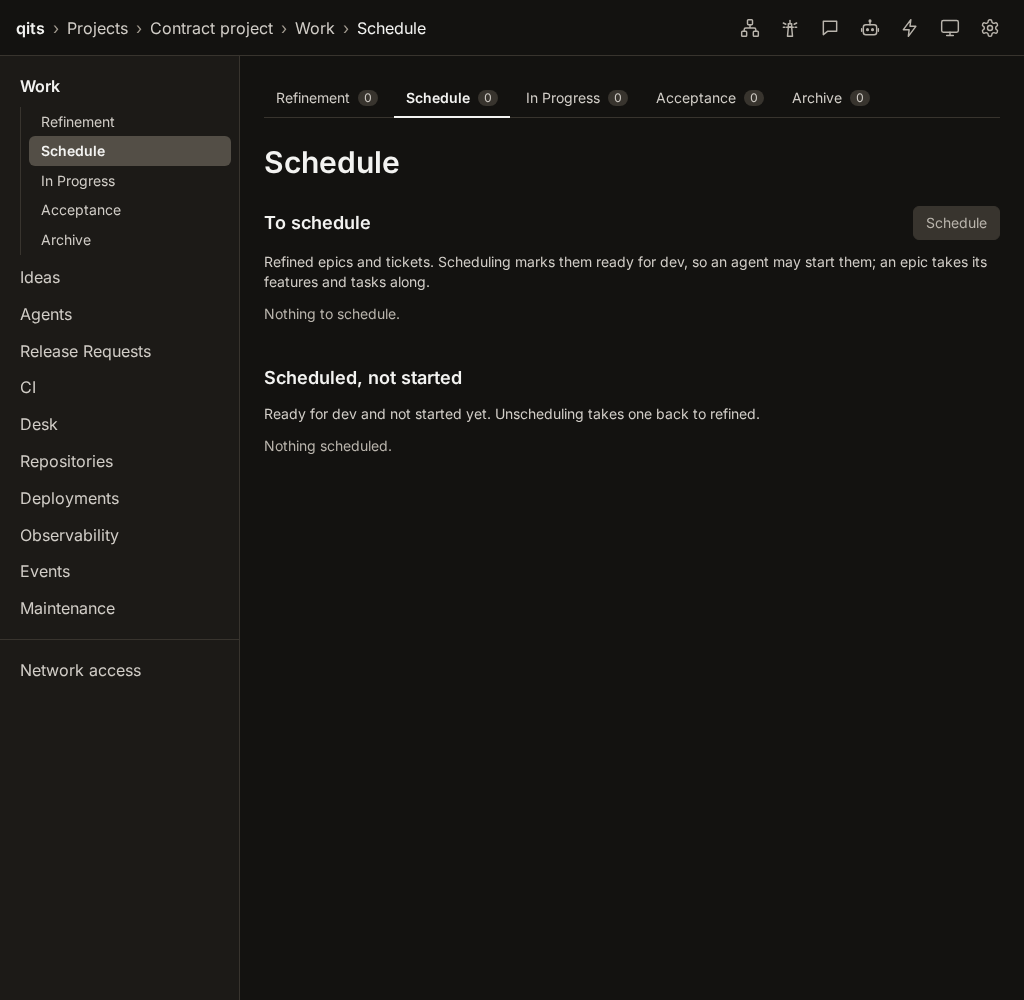 qits › Projects › Contract project › Work › Schedule
Work
Refinement
Schedule
In Progress
Acceptance
Archive
Ideas
Agents
Release Requests
CI
Desk
Repositories
Deployments
Observability
Events
Maintenance
Network access
Refinement 0 Schedule 0 In Progress 0 Acceptance 0 Archive 0
Schedule
To schedule
Schedule
Refined epics and tickets. Scheduling marks them ready for dev, so an agent may start them; an epic takes its
features and tasks along.
Nothing to schedule.
Scheduled, not started
Ready for dev and not started yet. Unscheduling takes one back to refined.
Nothing scheduled.